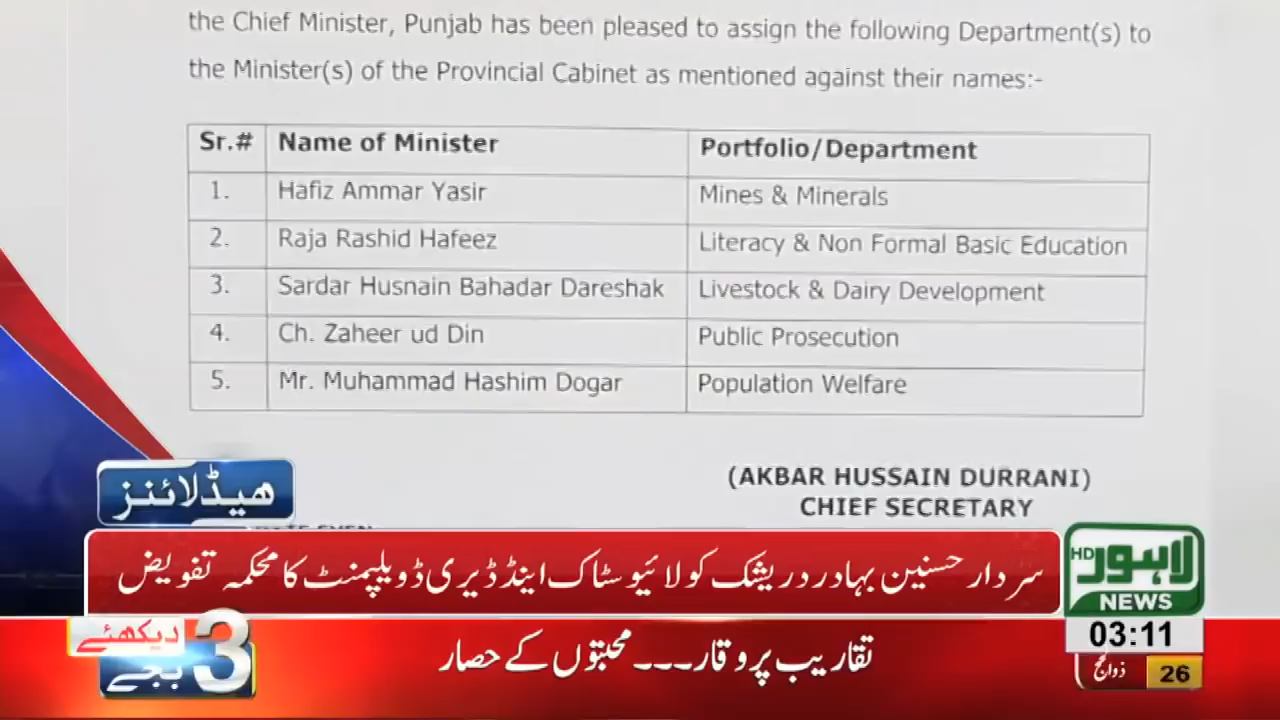 the Chief Minister, Punjab has been pleased to assign the following Department(s) to
the Minister(s) of the Provincial Cabinet as mentioned against their names:-
Sr.# Name of Minister Portfolio/Department
1. Hafiz Ammar Yasir Mines & Minerals
2. Raja Rashid Hafeez Literacy & Non Formal Basic Education
3. Sardar Husnain Bahadar Dareshak Livestock & Dairy Development
4. Ch. Zaheer ud Din Public Prosecution
5. Mr. Muhammad Hashim Dogar Population Welfare
(AKBAR HUSSAIN DURRANI)
CHIEF SECRETARY
ھیڈلائنز
سردار حسنین بہادر دریشک کو لائیو سٹاک اینڈ ڈیری ڈویلپمنٹ کا محکمہ تفویض
HD لاہور
NEWS
03:11
ذوالحج 26
دیکھئے
3 بجے
تقاریب پروقار۔۔۔ محبتوں کے حصار